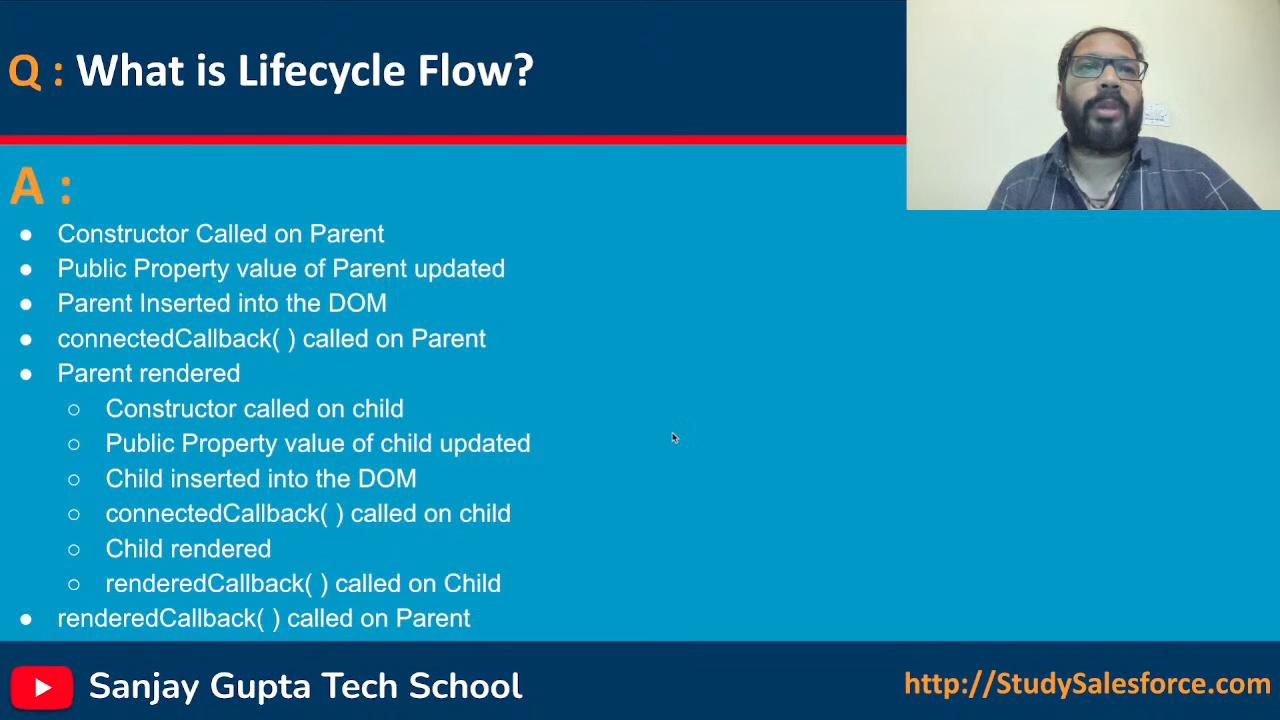 Q : What is Lifecycle Flow?
A :
● Constructor Called on Parent
● Public Property value of Parent updated
● Parent Inserted into the DOM
● connectedCallback( ) called on Parent
● Parent rendered
○ Constructor called on child
○ Public Property value of child updated
○ Child inserted into the DOM
○ connectedCallback( ) called on child
○ Child rendered
○ renderedCallback( ) called on Child
● renderedCallback( ) called on Parent
Sanjay Gupta Tech School
http://StudySalesforce.com